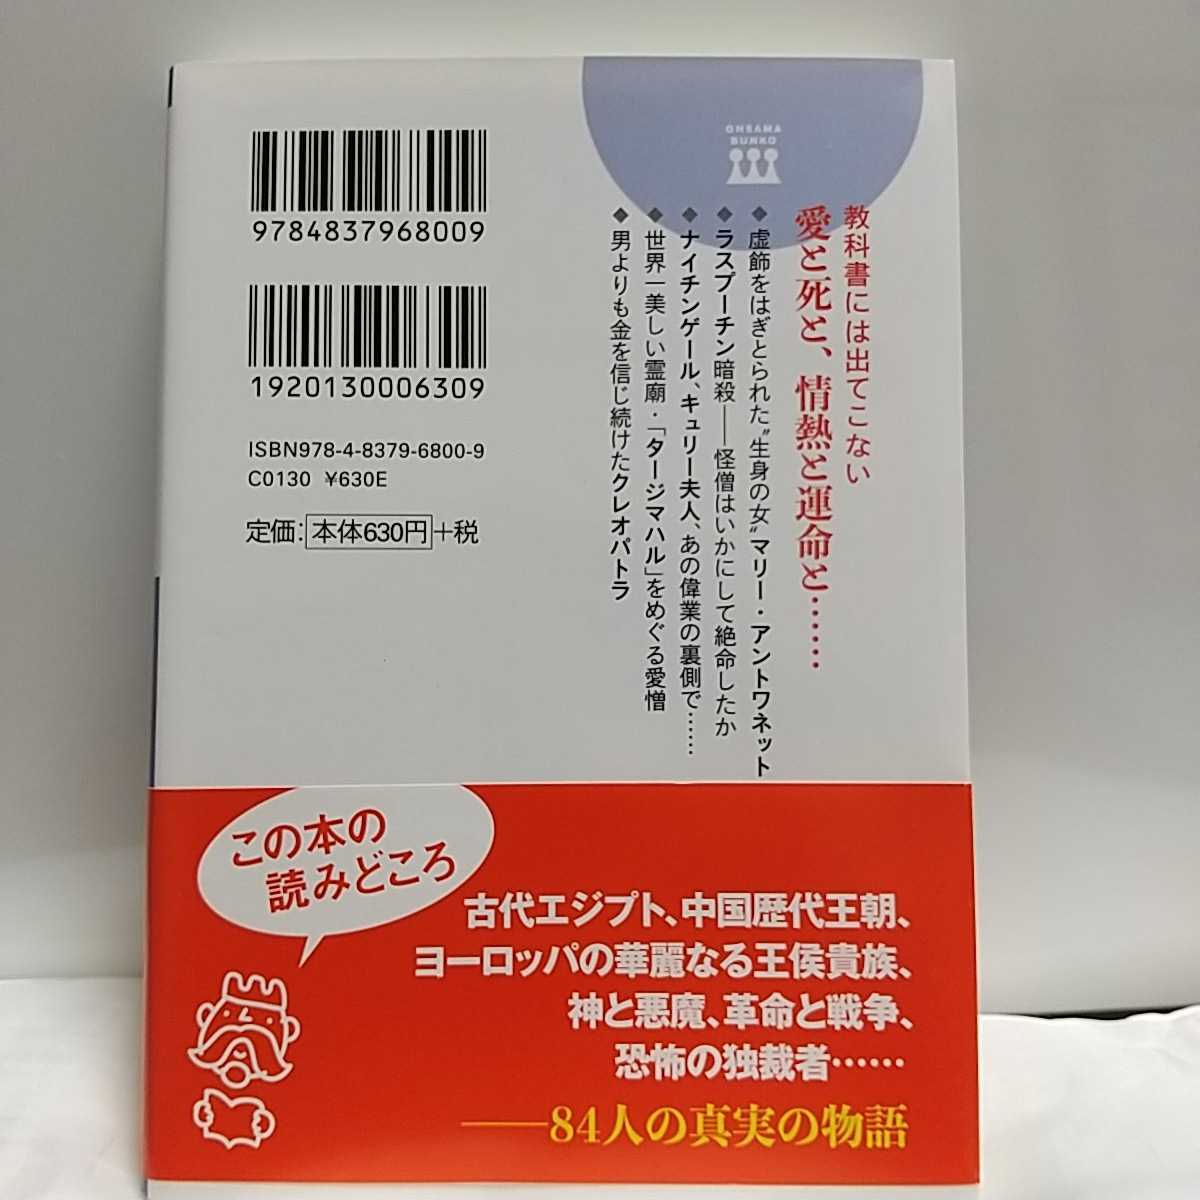 OHSAMA
BUNKO
教科書には出てこない
愛と死と、情熱と運命と……
◆虚飾をはぎとられた〝生身の女〟マリー・アントワネット
◆ラスプーチン暗殺──怪僧はいかにして絶命したか
◆ナイチンゲール、キュリー夫人、あの偉業の裏側で……
◆世界一美しい霊廟・「タージマハル」をめぐる愛憎
◆男よりも金を信じ続けたクレオパトラ
9784837968009
1920130006309
ISBN978-4-8379-6800-9
C0130 ¥630E
定価：本体630円＋税
この本の
読みどころ
古代エジプト、中国歴代王朝、
ヨーロッパの華麗なる王侯貴族、
神と悪魔、革命と戦争、
恐怖の独裁者……
──84人の真実の物語